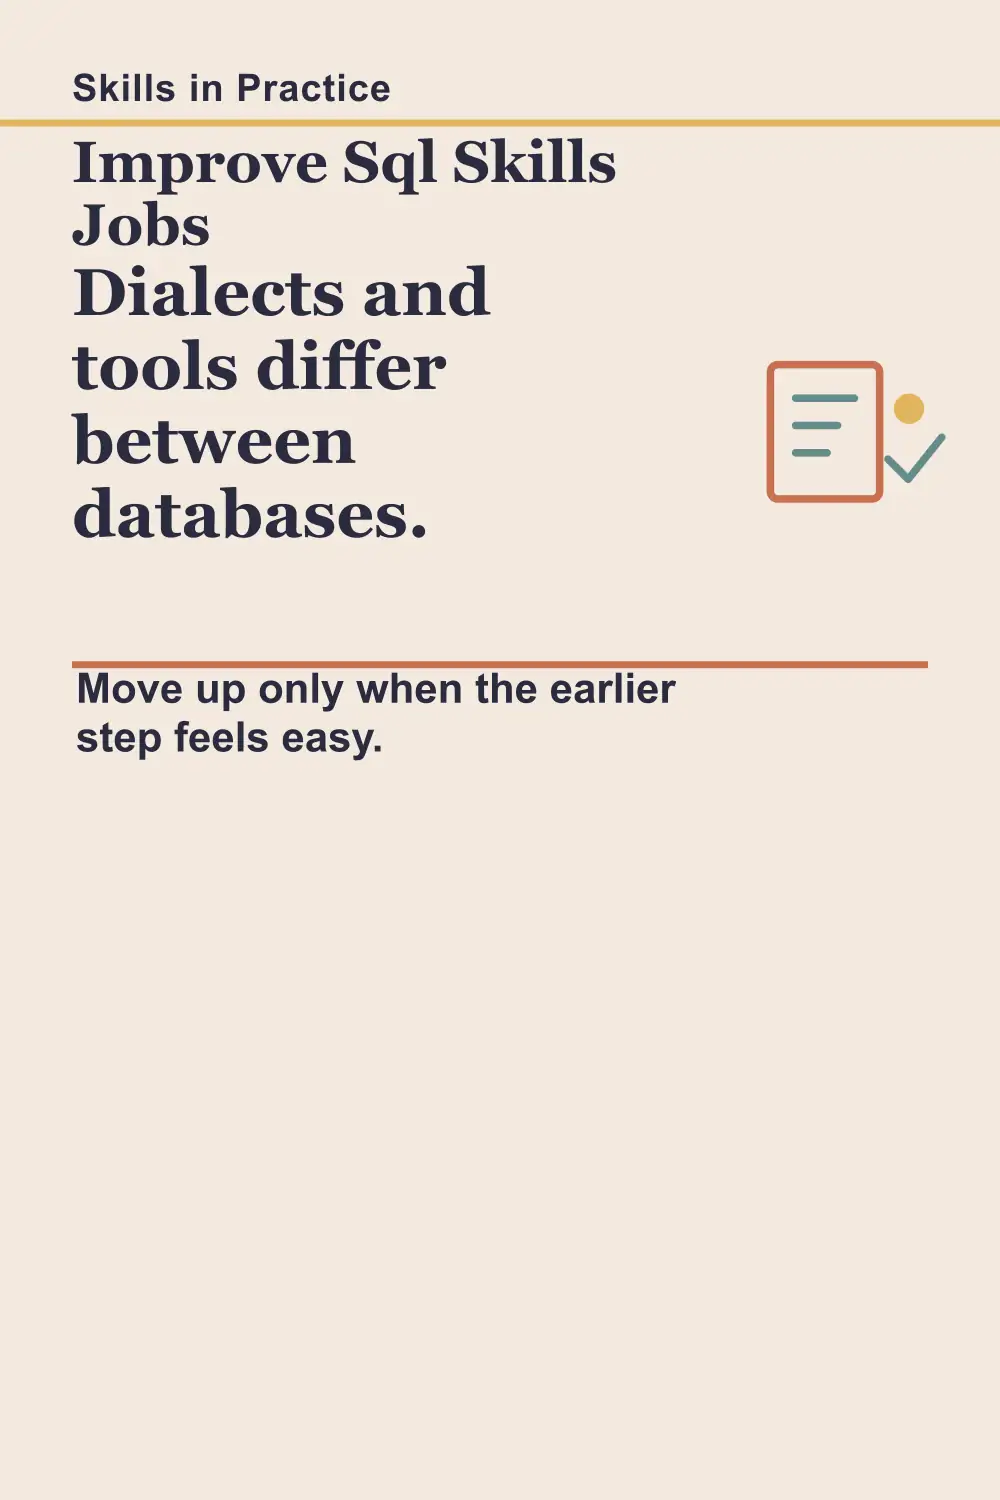 Skills in Practice
Improve Sql Skills
Jobs
Dialects and
tools differ
between
databases.
Move up only when the earlier
step feels easy.